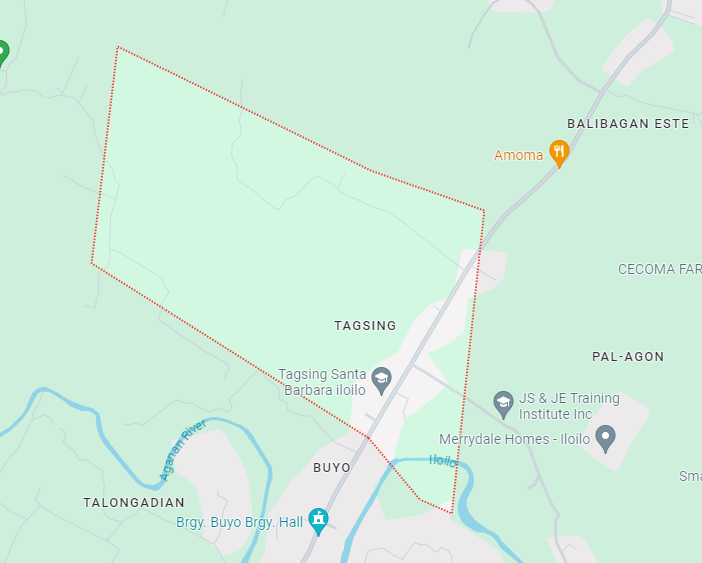 BALIBAGAN ESTE
Amoma
CECOMA FAR
TAGSING
PAL-AGON
Tagsing Santa
Barbara iloilo
JS & JE Training
Institute Inc
Merrydale Homes - Iloilo
Aganan River
Iloilo
BUYO
Sma
TALONGADIAN
Brgy. Buyo Brgy. Hall